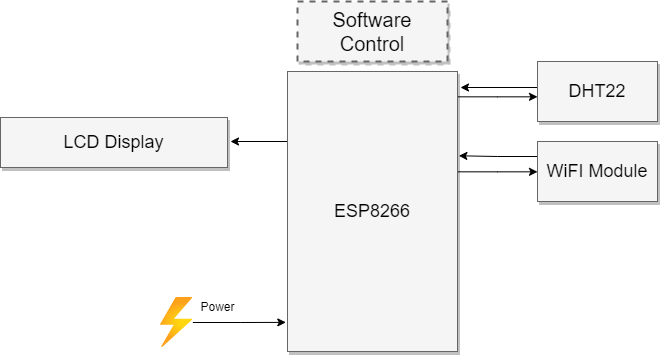 Software
Control
DHT22
LCD Display
WiFI Module
ESP8266
Power